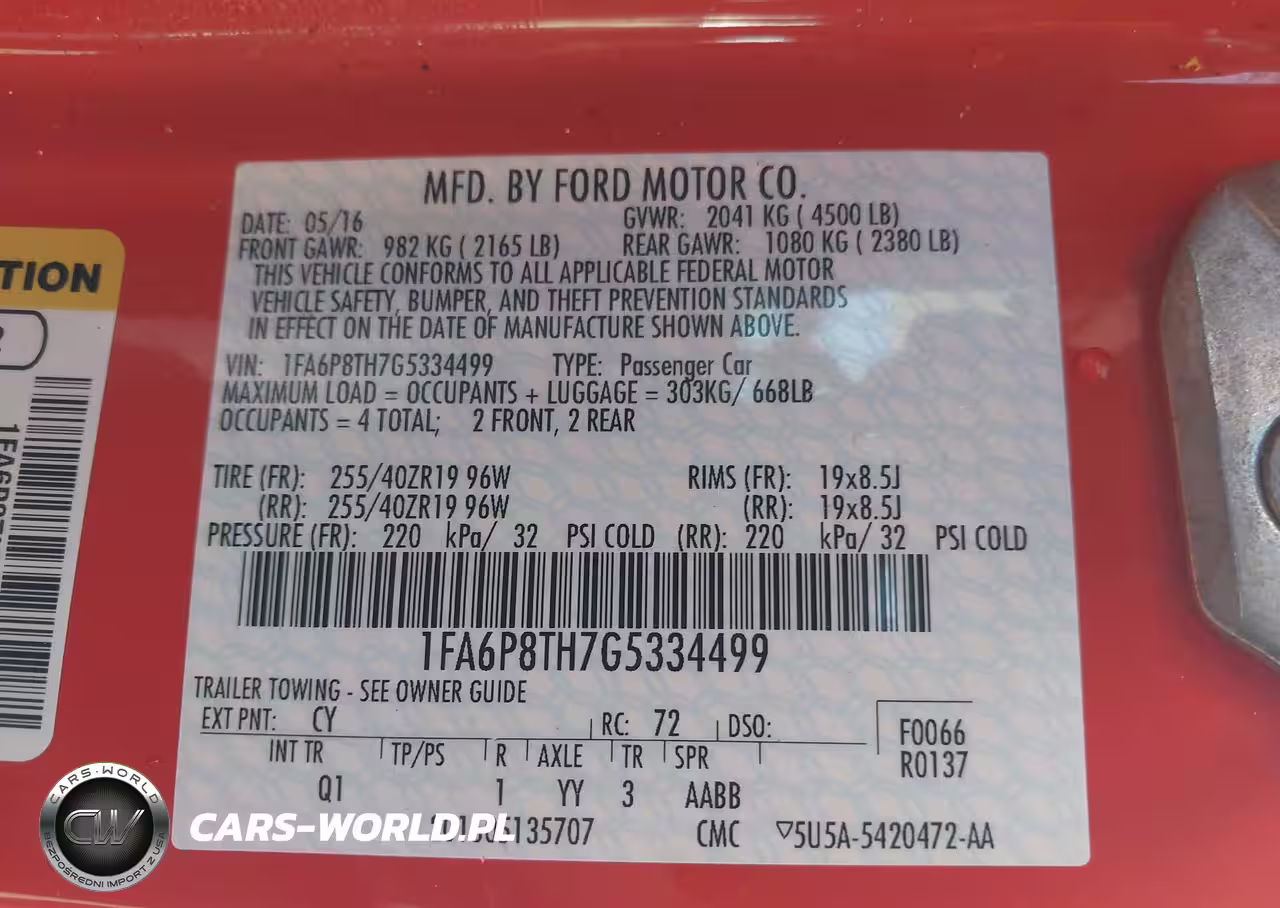 MFD. BY FORD MOTOR CO.
DATE: 05/16 GVWR: 2041 KG ( 4500 LB)
FRONT GAWR: 982 KG ( 2165 LB) REAR GAWR: 1080 KG ( 2380 LB)
THIS VEHICLE CONFORMS TO ALL APPLICABLE FEDERAL MOTOR
VEHICLE SAFETY, BUMPER, AND THEFT PREVENTION STANDARDS
IN EFFECT ON THE DATE OF MANUFACTURE SHOWN ABOVE.
VIN: 1FA6P8TH7G5334499 TYPE: Passenger Car
MAXIMUM LOAD = OCCUPANTS + LUGGAGE = 303KG/ 668LB
OCCUPANTS = 4 TOTAL; 2 FRONT, 2 REAR
TIRE (FR): 255/40ZR19 96W RIMS (FR): 19x8.5J
(RR): 255/40ZR19 96W (RR): 19x8.5J
PRESSURE (FR): 220 kPa/ 32 PSI COLD (RR): 220 kPa/ 32 PSI COLD
1FA6P8TH7G5334499
TRAILER TOWING - SEE OWNER GUIDE
EXT PNT: CY RC: 72 DSO:
F0066
R0137
INT TR TP/PS R AXLE TR SPR
Q1 1 YY 3 AABB
CMC ▽5U5A-5420472-AA
TION
CARS-WORLD
CW
BEZPOŚREDNI IMPORT Z USA
CARS-WORLD.PL